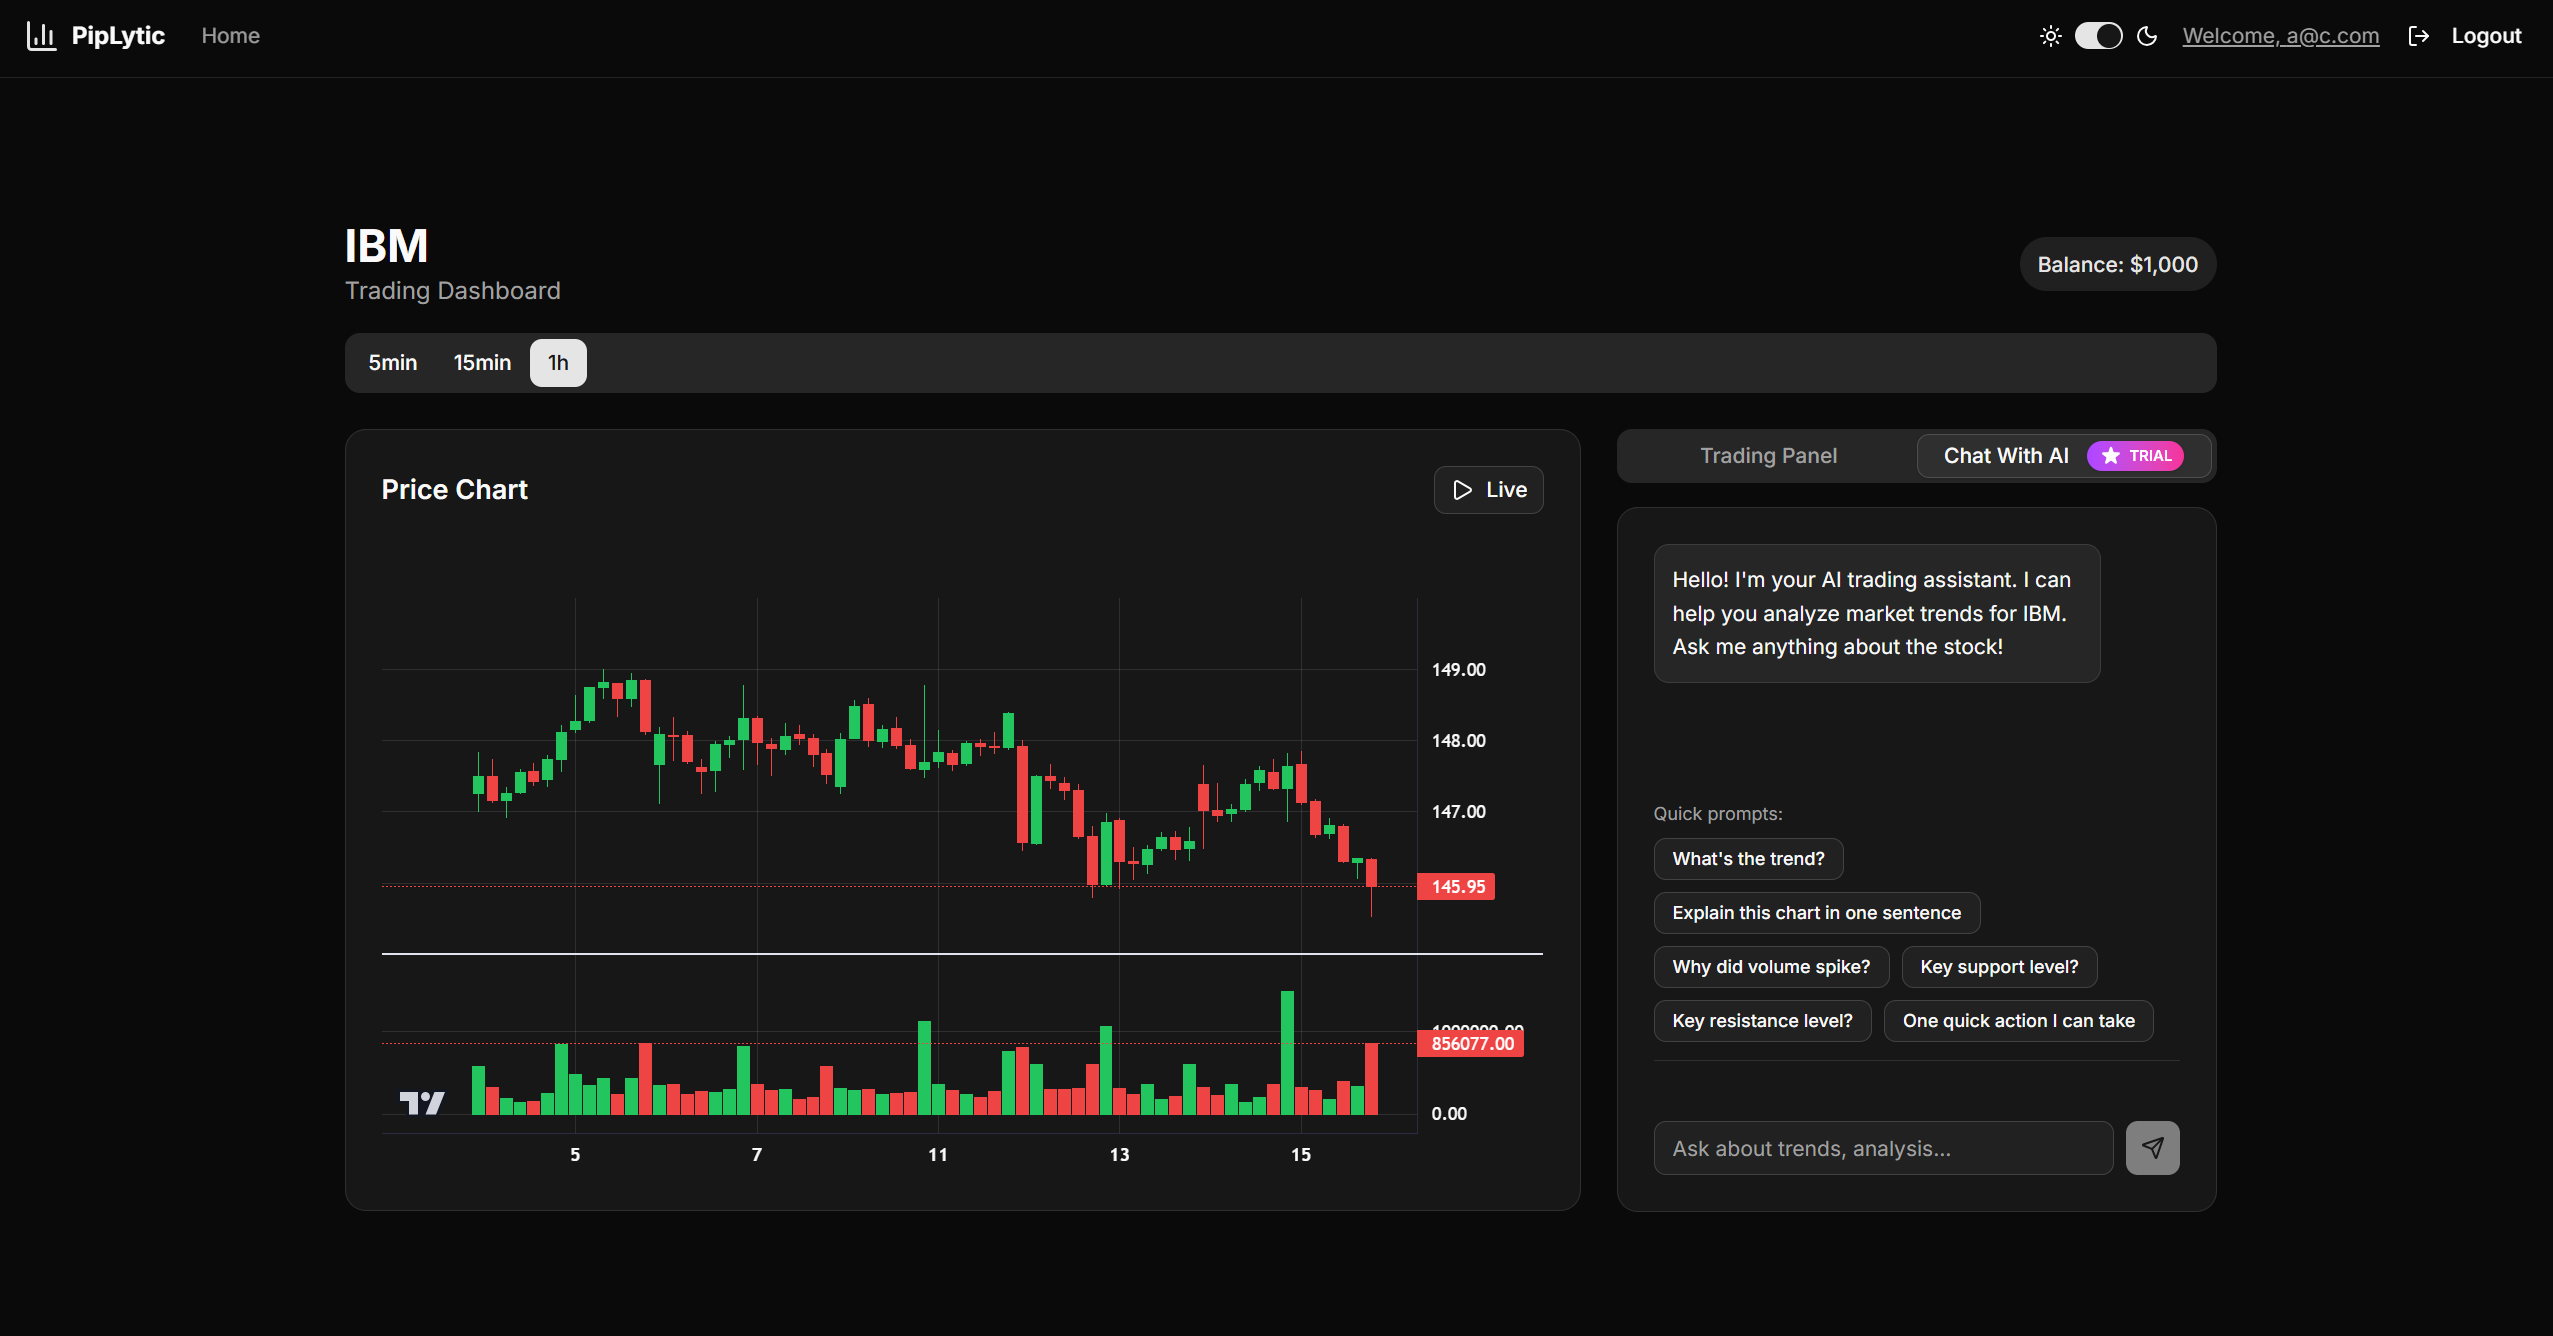 PipLytic
Home
Welcome, a@c.com
Logout
IBM
Trading Dashboard
Balance: $1,000
5min
15min
1h
Price Chart
Live
149.00
148.00
147.00
145.95
856077.00
0.00
5
7
11
13
15
Trading Panel
Chat With AI
TRIAL
Hello! I'm your AI trading assistant. I can
help you analyze market trends for IBM.
Ask me anything about the stock!
Quick prompts:
What's the trend?
Explain this chart in one sentence
Why did volume spike?
Key support level?
Key resistance level?
One quick action I can take
Ask about trends, analysis...